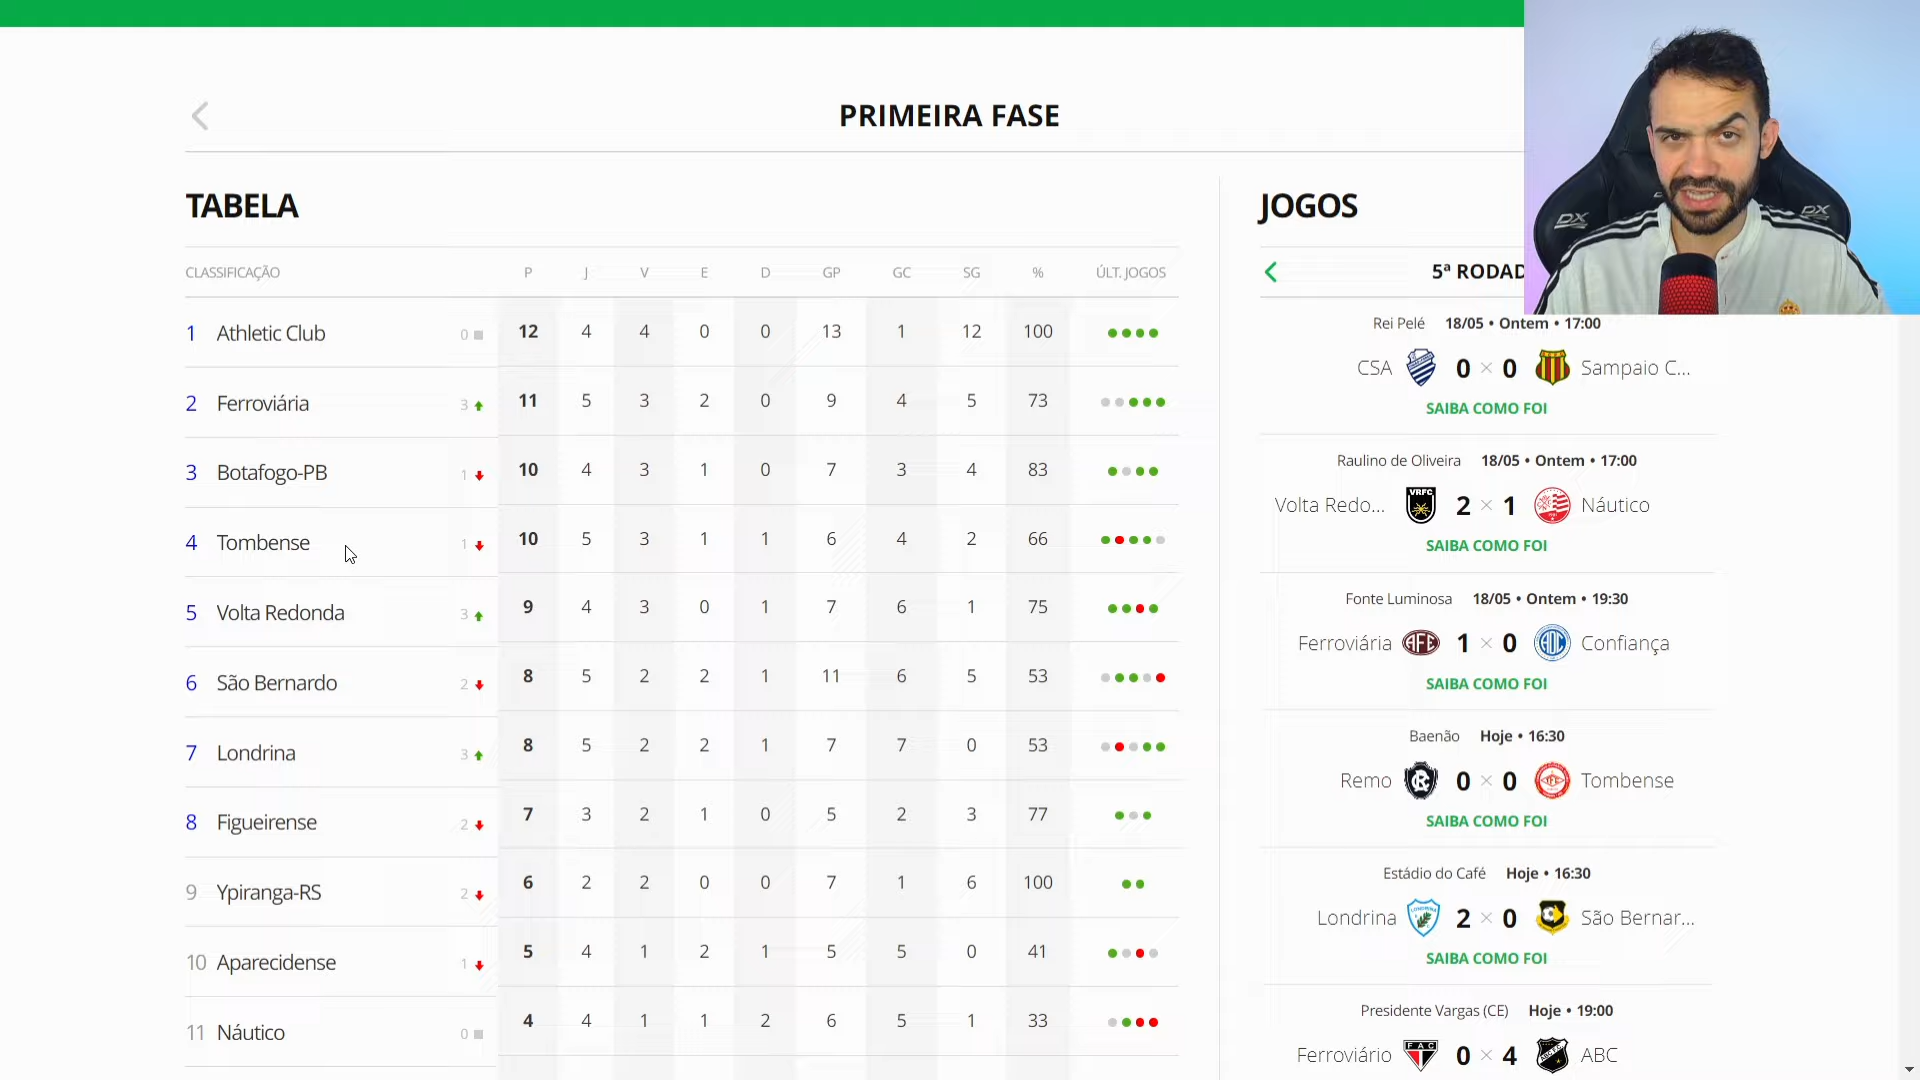 PRIMEIRA FASE
TABELA
CLASSIFICAÇÃO P J V E D GP GC SG % ÚLT. JOGOS
1 Athletic Club 0 12 4 4 0 0 13 1 12 100
2 Ferroviária 3 11 5 3 2 0 9 4 5 73
3 Botafogo-PB 1 10 4 3 1 0 7 3 4 83
4 Tombense 1 10 5 3 1 1 6 4 2 66
5 Volta Redonda 3 9 4 3 0 1 7 6 1 75
6 São Bernardo 2 8 5 2 2 1 11 6 5 53
7 Londrina 3 8 5 2 2 1 7 7 0 53
8 Figueirense 2 7 3 2 1 0 5 2 3 77
9 Ypiranga-RS 2 6 2 2 0 0 7 1 6 100
10 Aparecidense 1 5 4 1 2 1 5 5 0 41
11 Náutico 0 4 4 1 1 2 6 5 1 33
JOGOS
5ª RODAD
Rei Pelé 18/05 • Ontem • 17:00
CSA 0 × 0 Sampaio C...
SAIBA COMO FOI
Raulino de Oliveira 18/05 • Ontem • 17:00
Volta Redo... VRFC 2 × 1 Náutico
SAIBA COMO FOI
Fonte Luminosa 18/05 • Ontem • 19:30
Ferroviária AFE 1 × 0 ADC Confiança
SAIBA COMO FOI
Baenão Hoje • 16:30
Remo 0 × 0 Tombense
SAIBA COMO FOI
Estádio do Café Hoje • 16:30
Londrina 2 × 0 São Bernar...
SAIBA COMO FOI
Presidente Vargas (CE) Hoje • 19:00
Ferroviário FAC 0 × 4 ABC
DX
DX